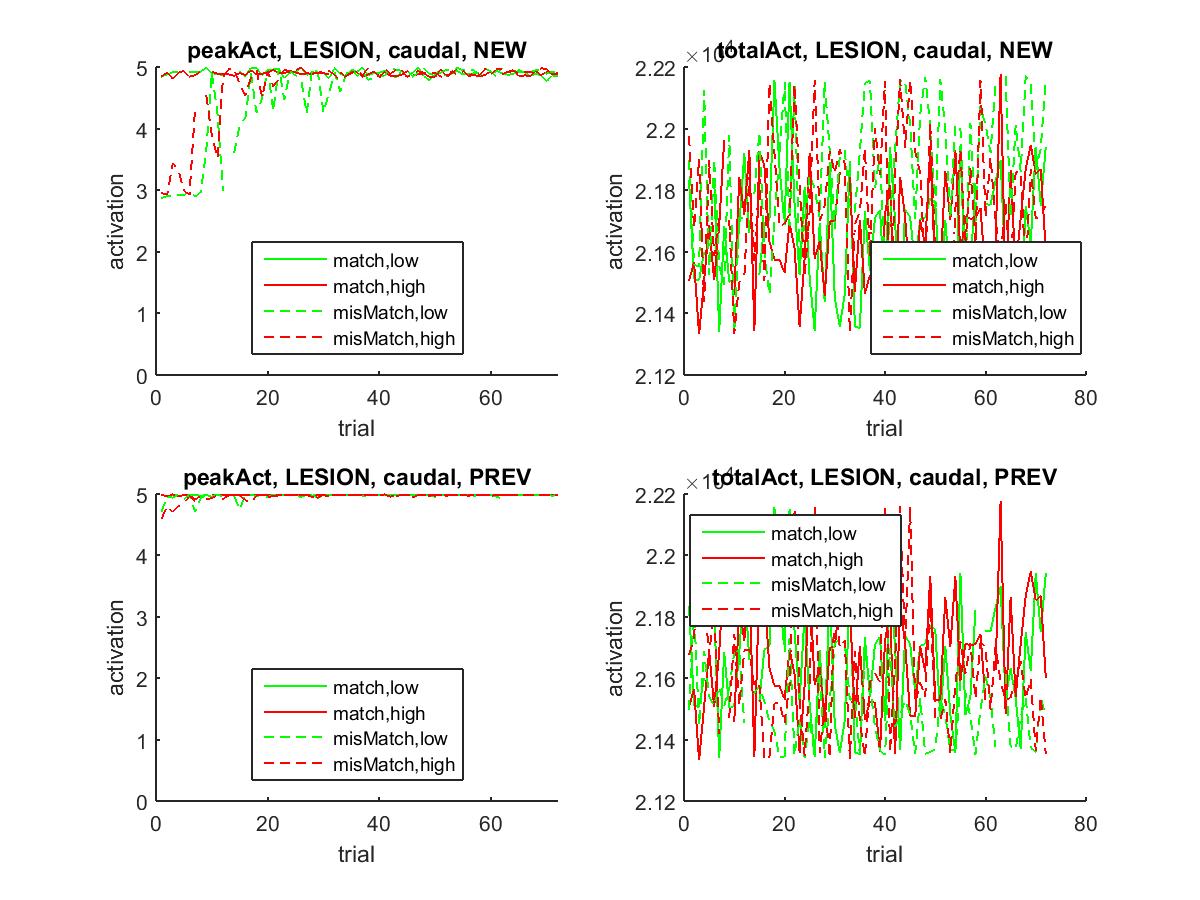 peakAct, LESION, caudal, NEW
5
4
3
2
1
0
activation
match,low
match,high
misMatch,low
misMatch,high
0 20 40 60
trial
totalAct, LESION, caudal, NEW
×10^4
2.22
2.2
2.18
2.16
2.14
2.12
activation
match,low
match,high
misMatch,low
misMatch,high
0 20 40 60 80
trial
peakAct, LESION, caudal, PREV
5
4
3
2
1
0
activation
match,low
match,high
misMatch,low
misMatch,high
0 20 40 60
trial
totalAct, LESION, caudal, PREV
×10^4
2.22
2.2
2.18
2.16
2.14
2.12
activation
match,low
match,high
misMatch,low
misMatch,high
0 20 40 60 80
trial